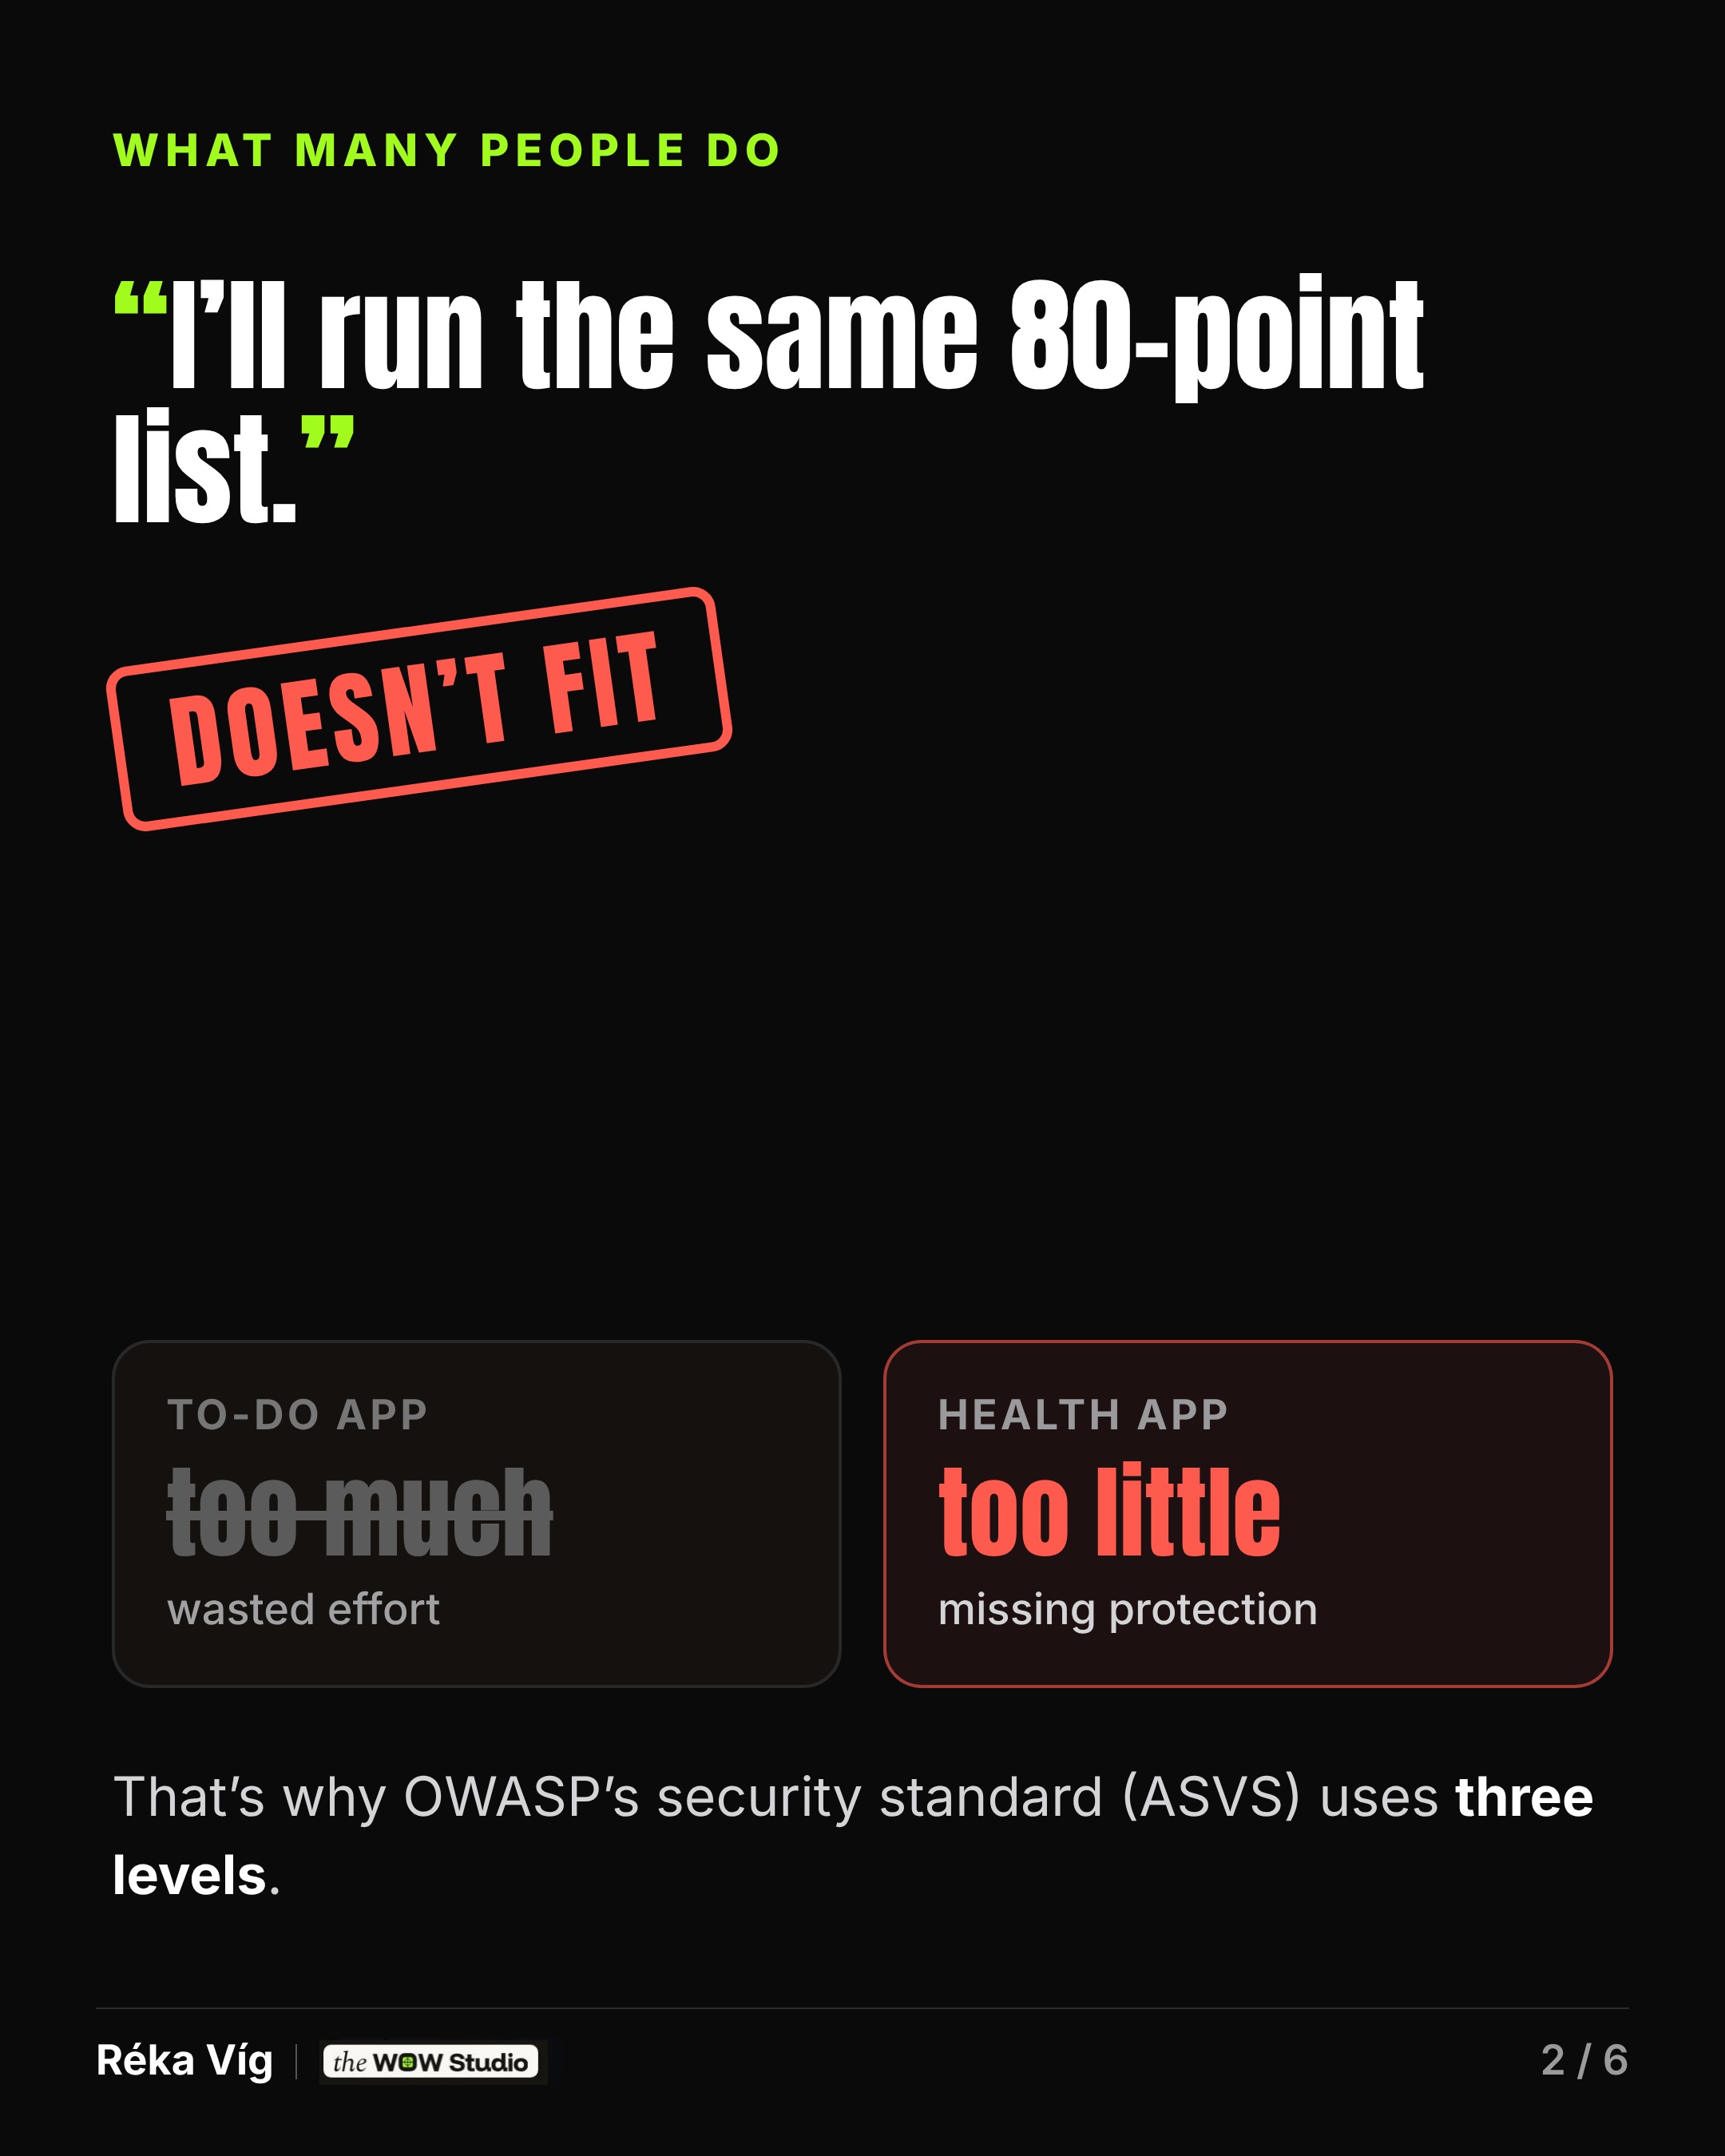 WHAT MANY PEOPLE DO
“I’ll run the same 80-point
list.”
DOESN’T FIT
TO-DO APP
too much
wasted effort
HEALTH APP
too little
missing protection
That’s why OWASP’s security standard (ASVS) uses three
levels.
Réka Víg
the WOW Studio
2 / 6